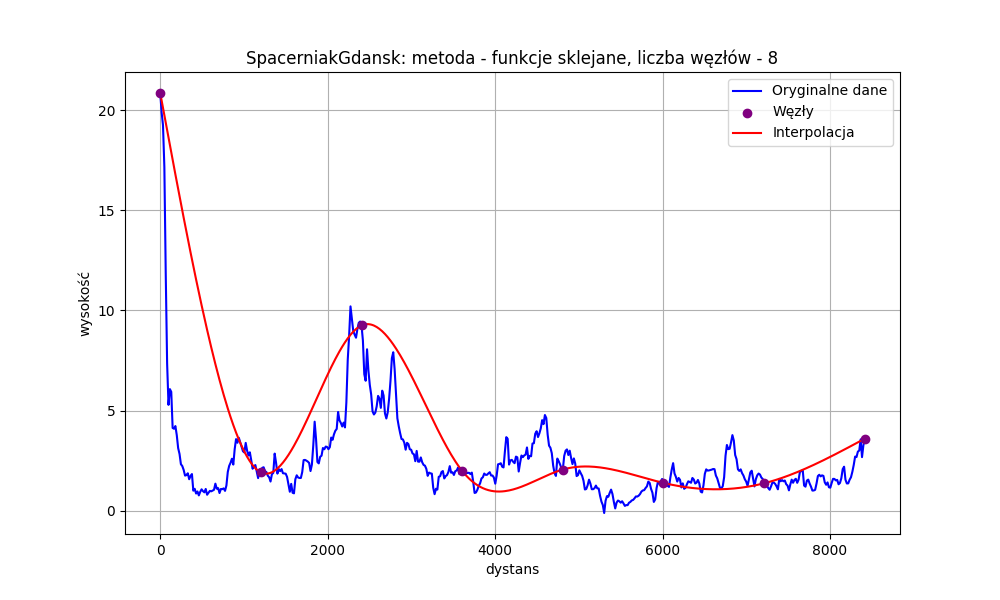 SpacerniakGdansk: metoda - funkcje sklejane, liczba węzłów - 8
Oryginalne dane
Węzły
Interpolacja
wysokość
20
15
10
5
0
0 2000 4000 6000 8000
dystans